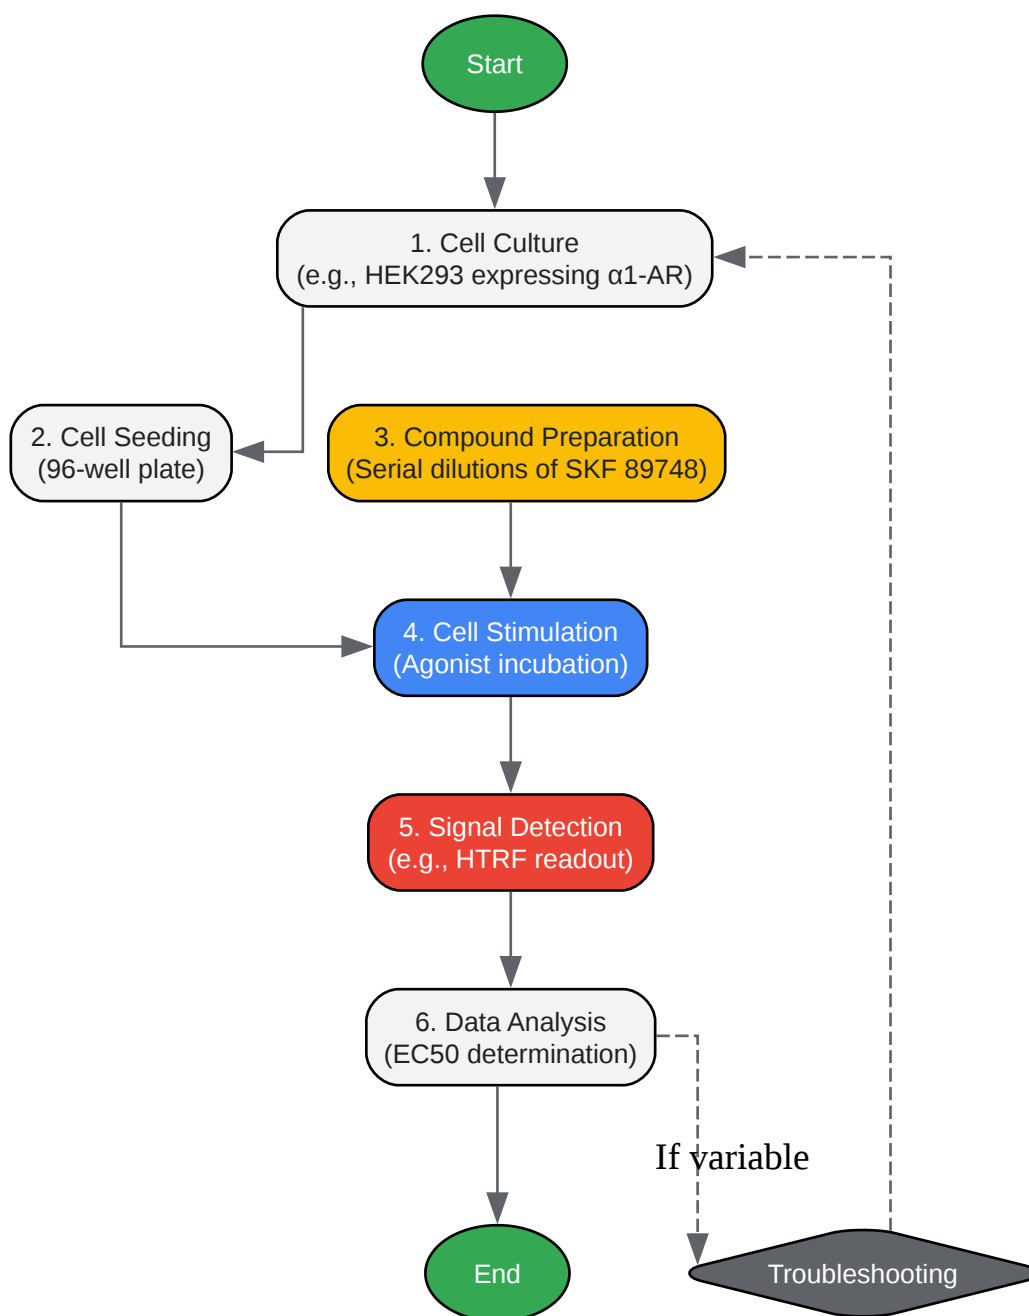 Start
1. Cell Culture
(e.g., HEK293 expressing α1-AR)
2. Cell Seeding
(96-well plate)
3. Compound Preparation
(Serial dilutions of SKF 89748)
4. Cell Stimulation
(Agonist incubation)
5. Signal Detection
(e.g., HTRF readout)
6. Data Analysis
(EC50 determination)
If variable
End
Troubleshooting